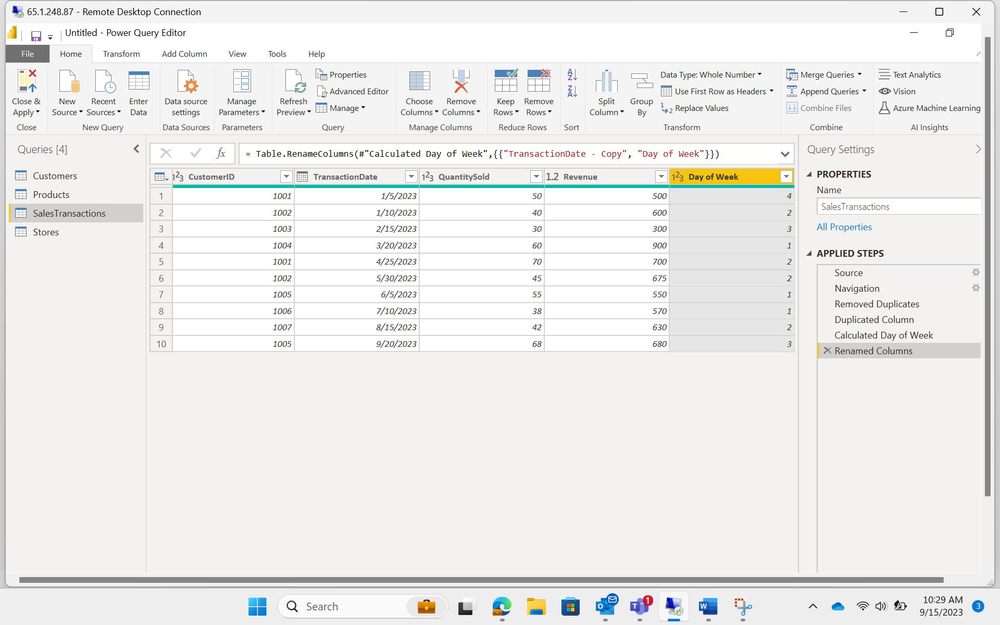 65.1.248.87 - Remote Desktop Connection
Untitled - Power Query Editor
File Home Transform Add Column View Tools Help
Close & Apply
New Source
Recent Sources
Enter Data
Data source settings
Manage Parameters
Refresh Preview
Properties
Advanced Editor
Manage
Choose Columns
Remove Columns
Keep Rows
Remove Rows
A Z
Z A
Split Column
Group By
Data Type: Whole Number
Use First Row as Headers
1 2 Replace Values
Merge Queries
Append Queries
Combine Files
Text Analytics
Vision
Azure Machine Learning
Close New Query Data Sources Parameters Query Manage Columns Reduce Rows Sort Transform Combine AI Insights
Queries [4]
Customers
Products
SalesTransactions
Stores
fx = Table.RenameColumns(#"Calculated Day of Week",{{"TransactionDate - Copy", "Day of Week"}})
123 CustomerID TransactionDate 123 QuantitySold 1.2 Revenue 123 Day of Week
1 1001 1/5/2023 50 500 4
2 1002 1/10/2023 40 600 2
3 1003 2/15/2023 30 300 3
4 1004 3/20/2023 60 900 1
5 1001 4/25/2023 70 700 2
6 1002 5/30/2023 45 675 2
7 1005 6/5/2023 55 550 1
8 1006 7/10/2023 38 570 1
9 1007 8/15/2023 42 630 2
10 1005 9/20/2023 68 680 3
Query Settings
PROPERTIES
Name
SalesTransactions
All Properties
APPLIED STEPS
Source
Navigation
Removed Duplicates
Duplicated Column
Calculated Day of Week
Renamed Columns
Search
1
10:29 AM
9/15/2023
3